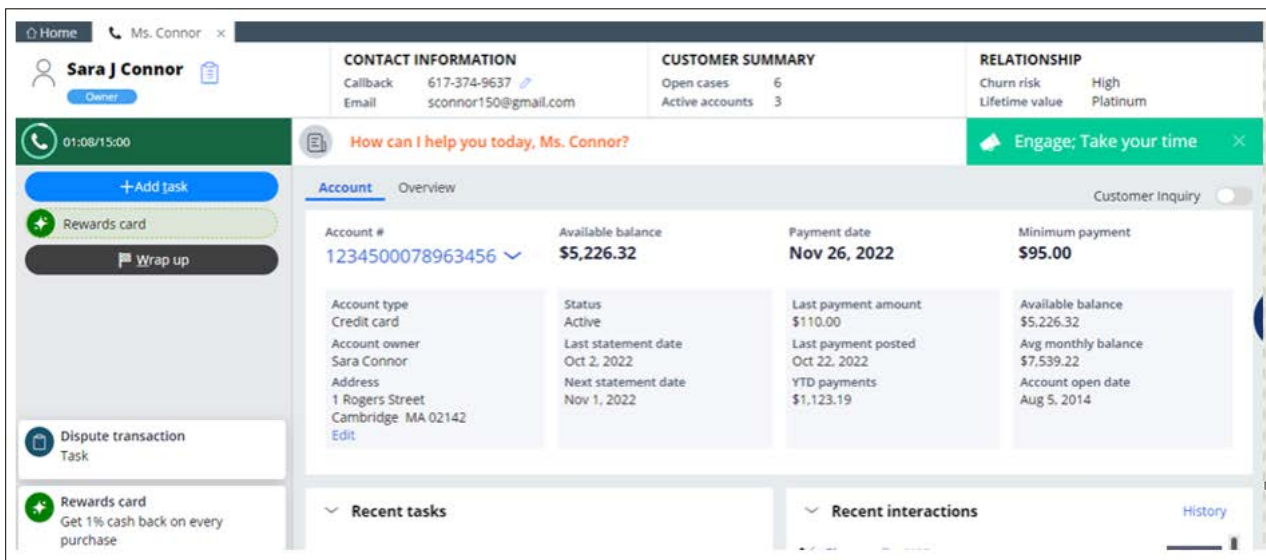 Home
Ms. Connor
Sara J Connor
Owner
CONTACT INFORMATION
Callback 617-374-9637
Email sconnor150@gmail.com
CUSTOMER SUMMARY
Open cases 6
Active accounts 3
RELATIONSHIP
Churn risk High
Lifetime value Platinum
01:08/15:00
How can I help you today, Ms. Connor?
Engage; Take your time
+Add task
Rewards card
Wrap up
Account Overview
Customer Inquiry
Account #
1234500078963456
Available balance
$5,226.32
Payment date
Nov 26, 2022
Minimum payment
$95.00
Account type
Credit card
Account owner
Sara Connor
Address
1 Rogers Street
Cambridge MA 02142
Edit
Status
Active
Last statement date
Oct 2, 2022
Next statement date
Nov 1, 2022
Last payment amount
$110.00
Last payment posted
Oct 22, 2022
YTD payments
$1,123.19
Available balance
$5,226.32
Avg monthly balance
$7,539.22
Account open date
Aug 5, 2014
Dispute transaction
Task
Rewards card
Get 1% cash back on every
purchase
Recent tasks
Recent interactions
History